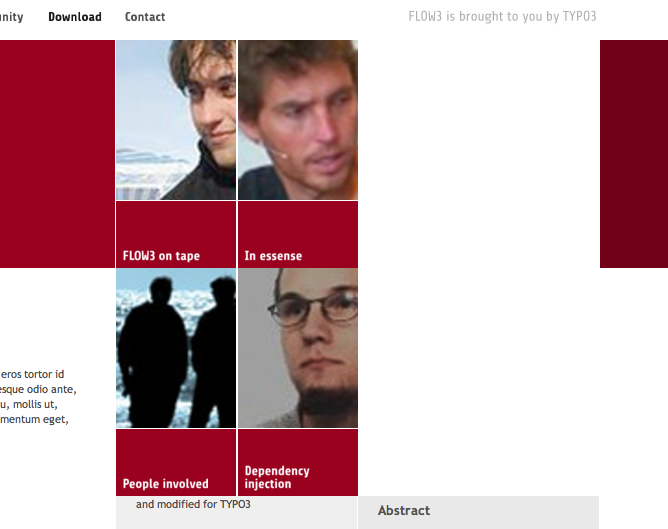 nity Download Contact
FLOW3 is brought to you by TYPO3
FLOW3 on tape
In essense
eros tortor id
esque odio ante,
u, mollis ut,
mentum eget,
People involved
Dependency
injection
and modified for TYPO3
Abstract